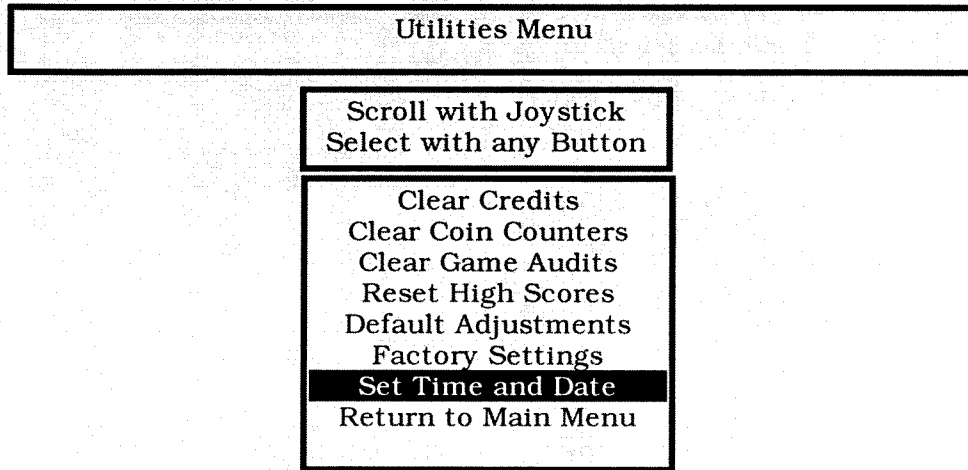 Utilities Menu
Scroll with Joystick
Select with any Button
Clear Credits
Clear Coin Counters
Clear Game Audits
Reset High Scores
Default Adjustments
Factory Settings
Set Time and Date
Return to Main Menu